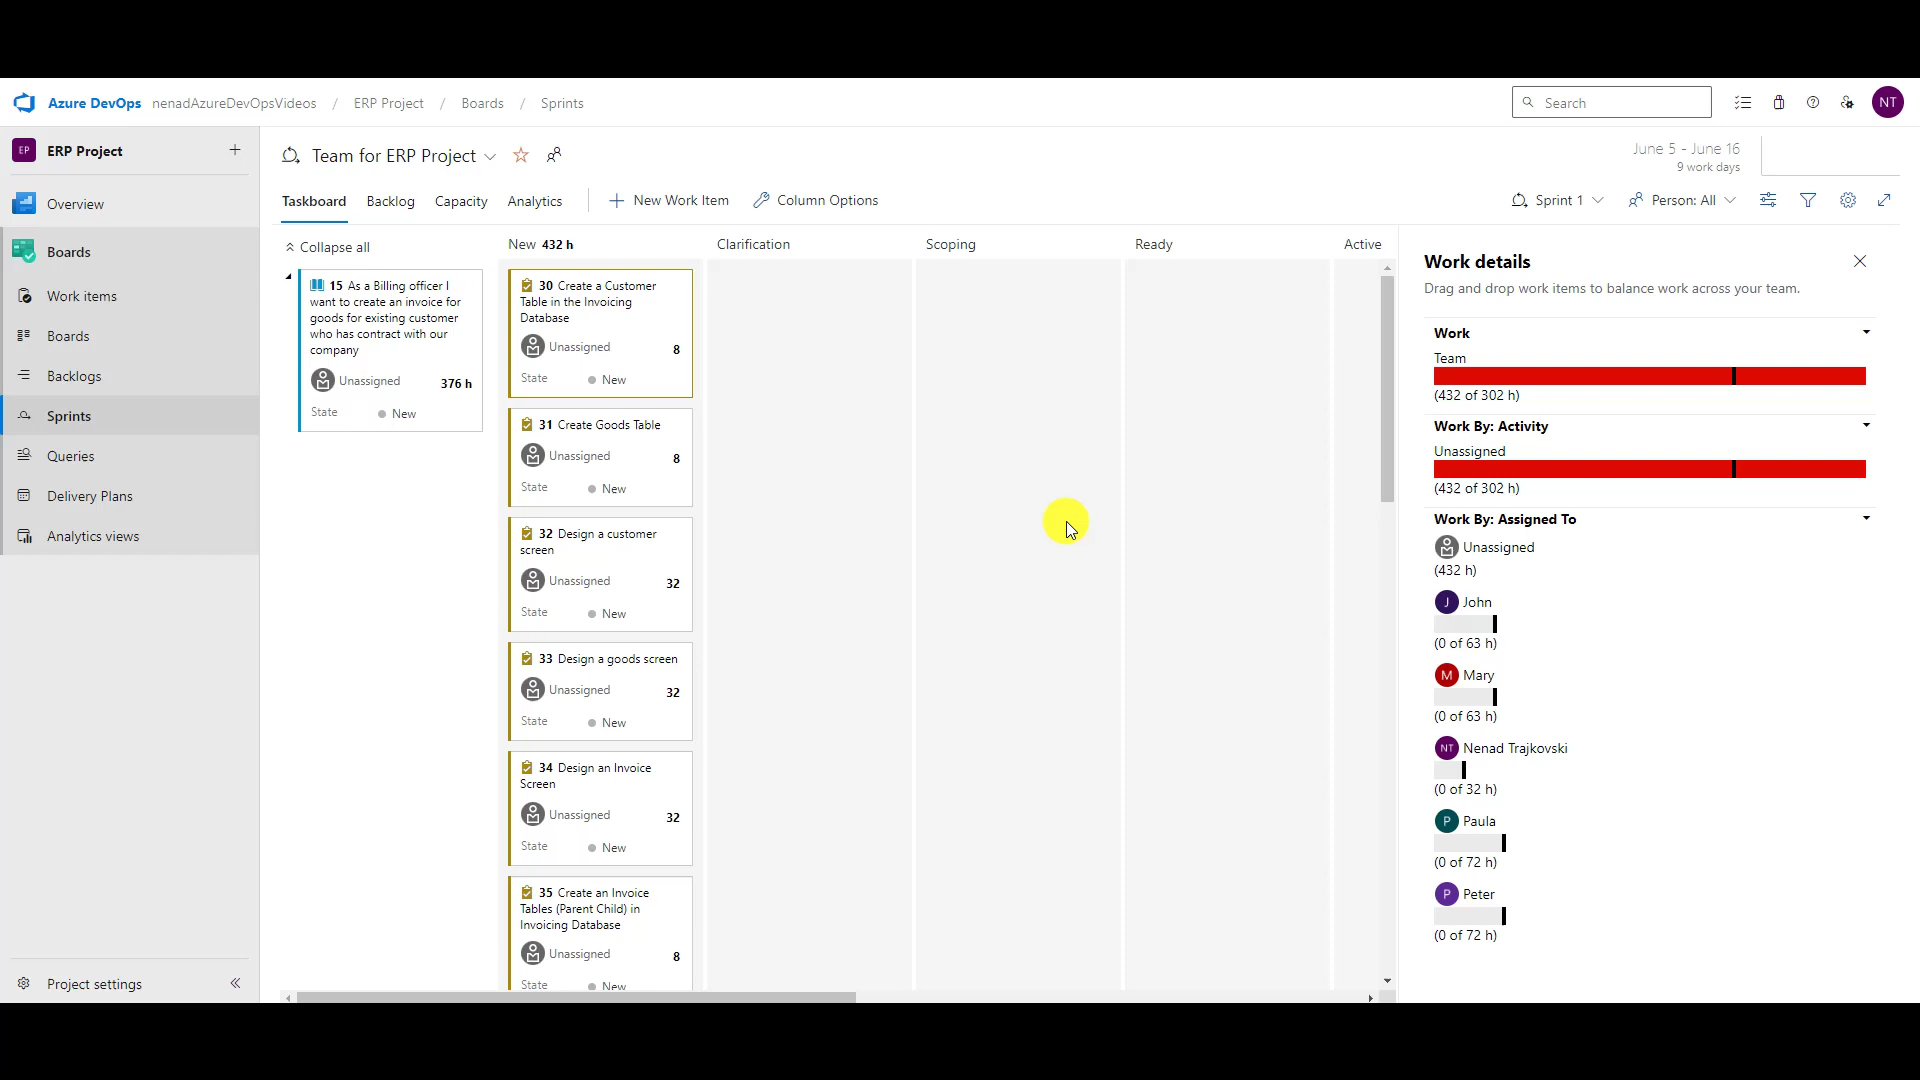 Azure DevOps nenadAzureDevOpsVideos / ERP Project / Boards / Sprints
Search
NT
EP ERP Project
Overview
Boards
Work items
Boards
Backlogs
Sprints
Queries
Delivery Plans
Analytics views
Project settings
Team for ERP Project
June 5 - June 16
9 work days
Taskboard Backlog Capacity Analytics New Work Item Column Options
Sprint 1 Person: All
Collapse all
New 432 h Clarification Scoping Ready Active
15 As a Billing officer I
want to create an invoice for
goods for existing customer
who has contract with our
company
Unassigned 376 h
State New
30 Create a Customer
Table in the Invoicing
Database
Unassigned 8
State New
31 Create Goods Table
Unassigned 8
State New
32 Design a customer
screen
Unassigned 32
State New
33 Design a goods screen
Unassigned 32
State New
34 Design an Invoice
Screen
Unassigned 32
State New
35 Create an Invoice
Tables (Parent Child) in
Invoicing Database
Unassigned 8
State New
Work details
Drag and drop work items to balance work across your team.
Work
Team
(432 of 302 h)
Work By: Activity
Unassigned
(432 of 302 h)
Work By: Assigned To
Unassigned
(432 h)
J John
(0 of 63 h)
M Mary
(0 of 63 h)
NT Nenad Trajkovski
(0 of 32 h)
P Paula
(0 of 72 h)
P Peter
(0 of 72 h)